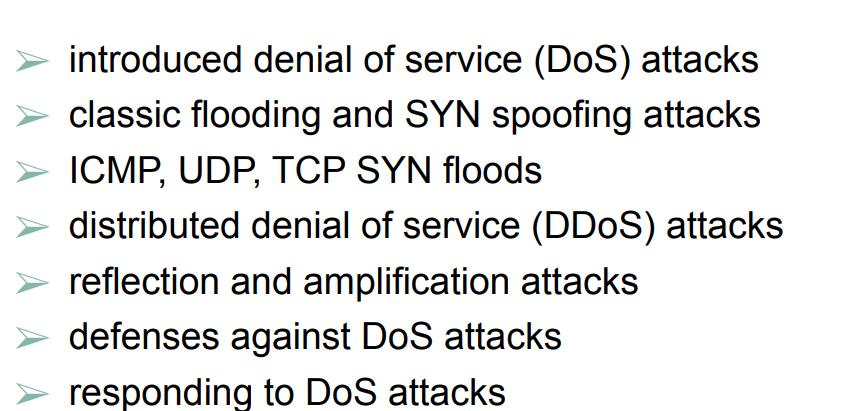 introduced denial of service (DoS) attacks
classic flooding and SYN spoofing attacks
ICMP, UDP, TCP SYN floods
distributed denial of service (DDoS) attacks
reflection and amplification attacks
defenses against DoS attacks
responding to DoS attacks